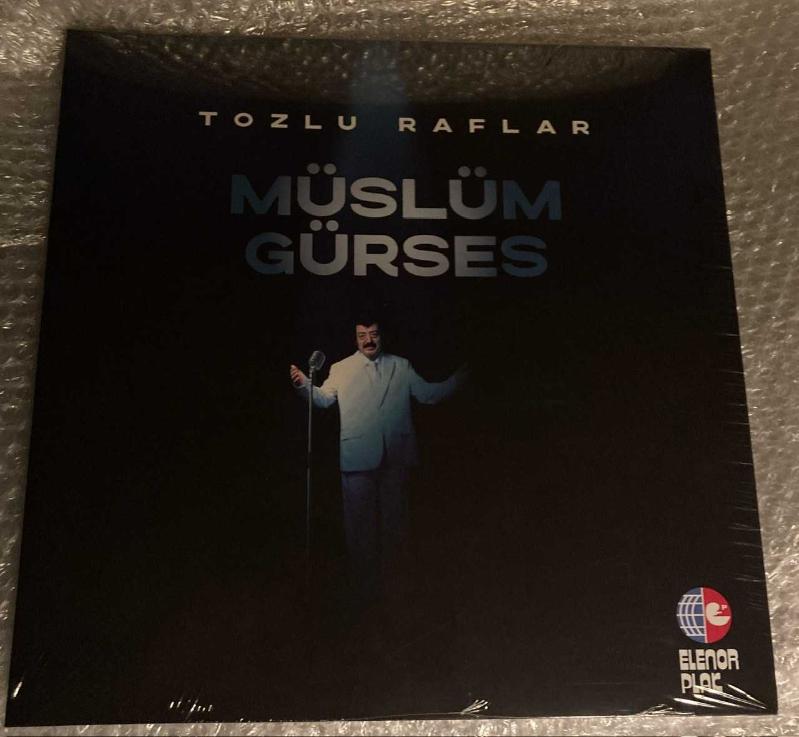 TOZLU RAFLAR
MÜSLÜM
GÜRSES
P
ELENOR
PLAK